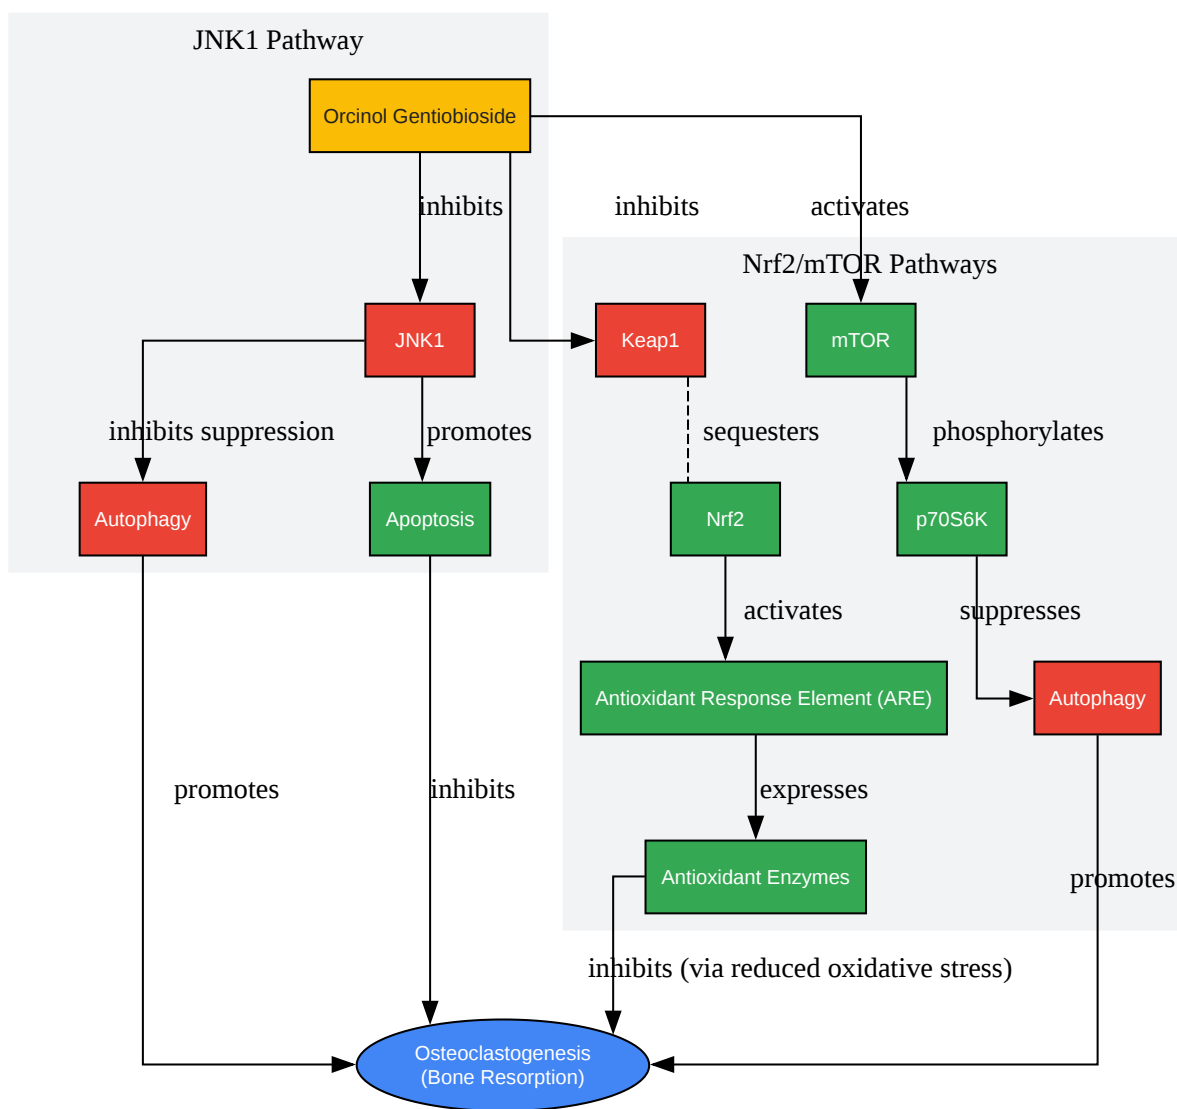 JNK1 Pathway
Orcinol Gentiobioside
inhibits
inhibits
activates
Nrf2/mTOR Pathways
JNK1
Keap1
mTOR
inhibits suppression
promotes
sequesters
phosphorylates
Autophagy
Apoptosis
Nrf2
p70S6K
activates
suppresses
Antioxidant Response Element (ARE)
Autophagy
promotes
inhibits
expresses
Antioxidant Enzymes
promotes
inhibits (via reduced oxidative stress)
Osteoclastogenesis
(Bone Resorption)